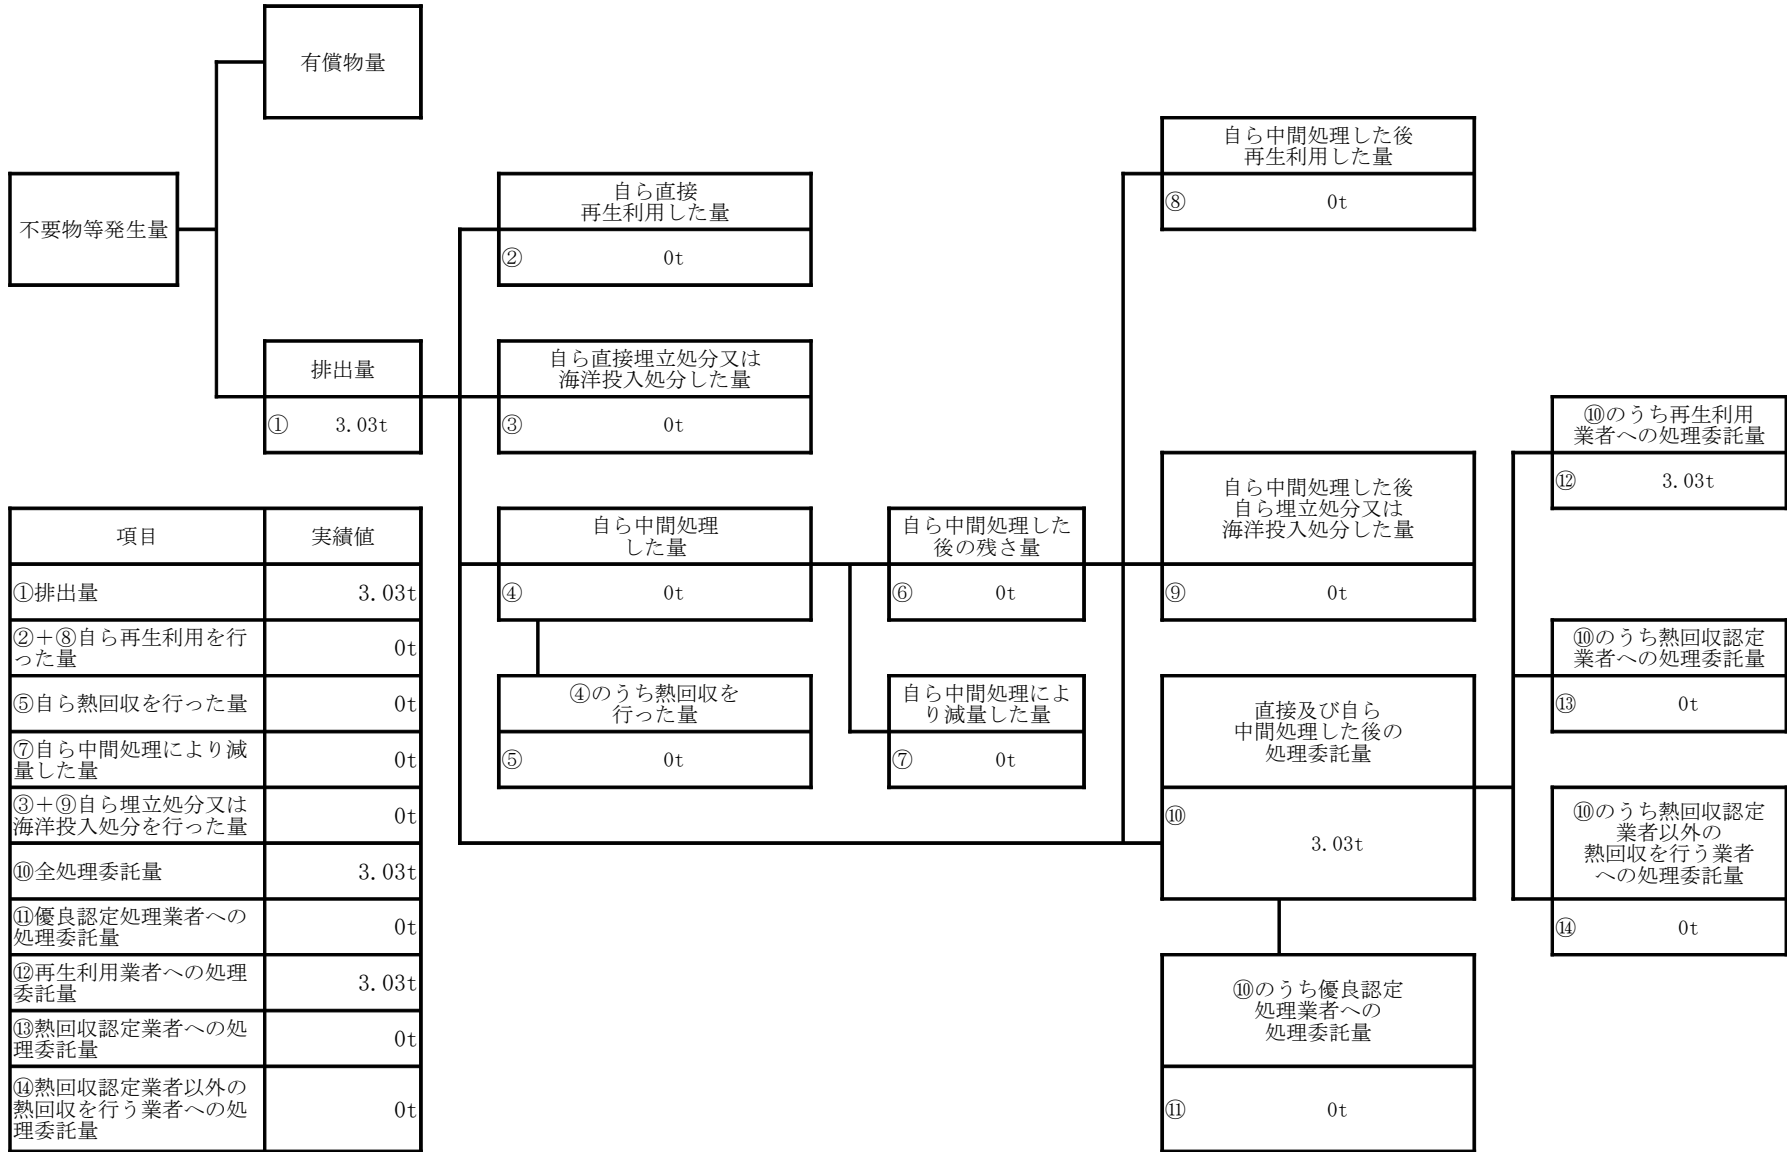 有償物量
不要物等発生量
排出量
① 3.03t
自ら直接
再生利用した量
② 0t
自ら直接埋立処分又は
海洋投入処分した量
③ 0t
自ら中間処理
した量
④ 0t
④のうち熱回収を
行った量
⑤ 0t
自ら中間処理した
後の残さ量
⑥ 0t
自ら中間処理によ
り減量した量
⑦ 0t
自ら中間処理した後
再生利用した量
⑧ 0t
自ら中間処理した後
自ら埋立処分又は
海洋投入処分した量
⑨ 0t
直接及び自ら
中間処理した後の
処理委託量
⑩
3.03t
⑩のうち優良認定
処理業者への
処理委託量
⑪ 0t
⑩のうち再生利用
業者への処理委託量
⑫ 3.03t
⑩のうち熱回収認定
業者への処理委託量
⑬ 0t
⑩のうち熱回収認定
業者以外の
熱回収を行う業者
への処理委託量
⑭ 0t
項目 実績値
①排出量 3.03t
②+⑧自ら再生利用を行
った量 0t
⑤自ら熱回収を行った量 0t
⑦自ら中間処理により減
量した量 0t
③+⑨自ら埋立処分又は
海洋投入処分を行った量 0t
⑩全処理委託量 3.03t
⑪優良認定処理業者への
処理委託量 0t
⑫再生利用業者への処理
委託量 3.03t
⑬熱回収認定業者への処
理委託量 0t
⑭熱回収認定業者以外の
熱回収を行う業者への処
理委託量 0t